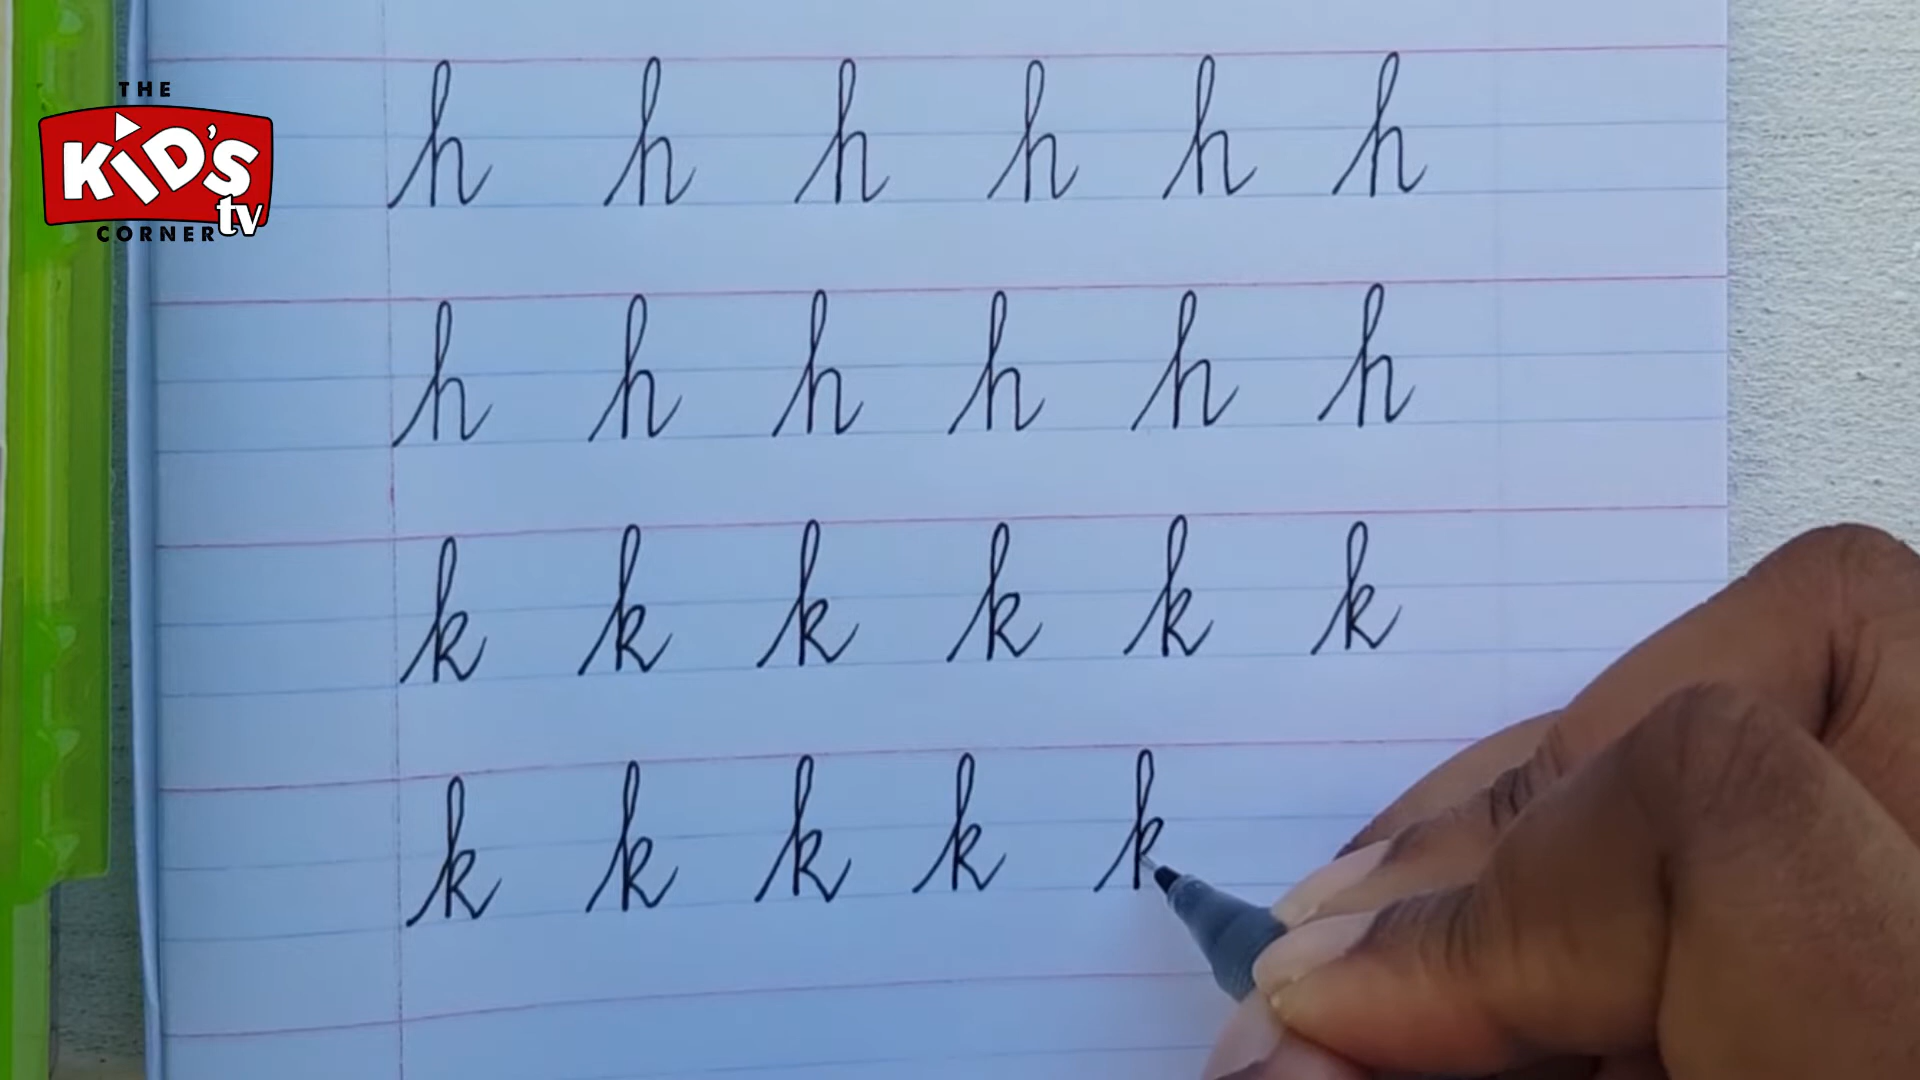 THE
KiD's
tv
CORNER
h h h h h h
h h h h h h
k k k k k k
k k k k k